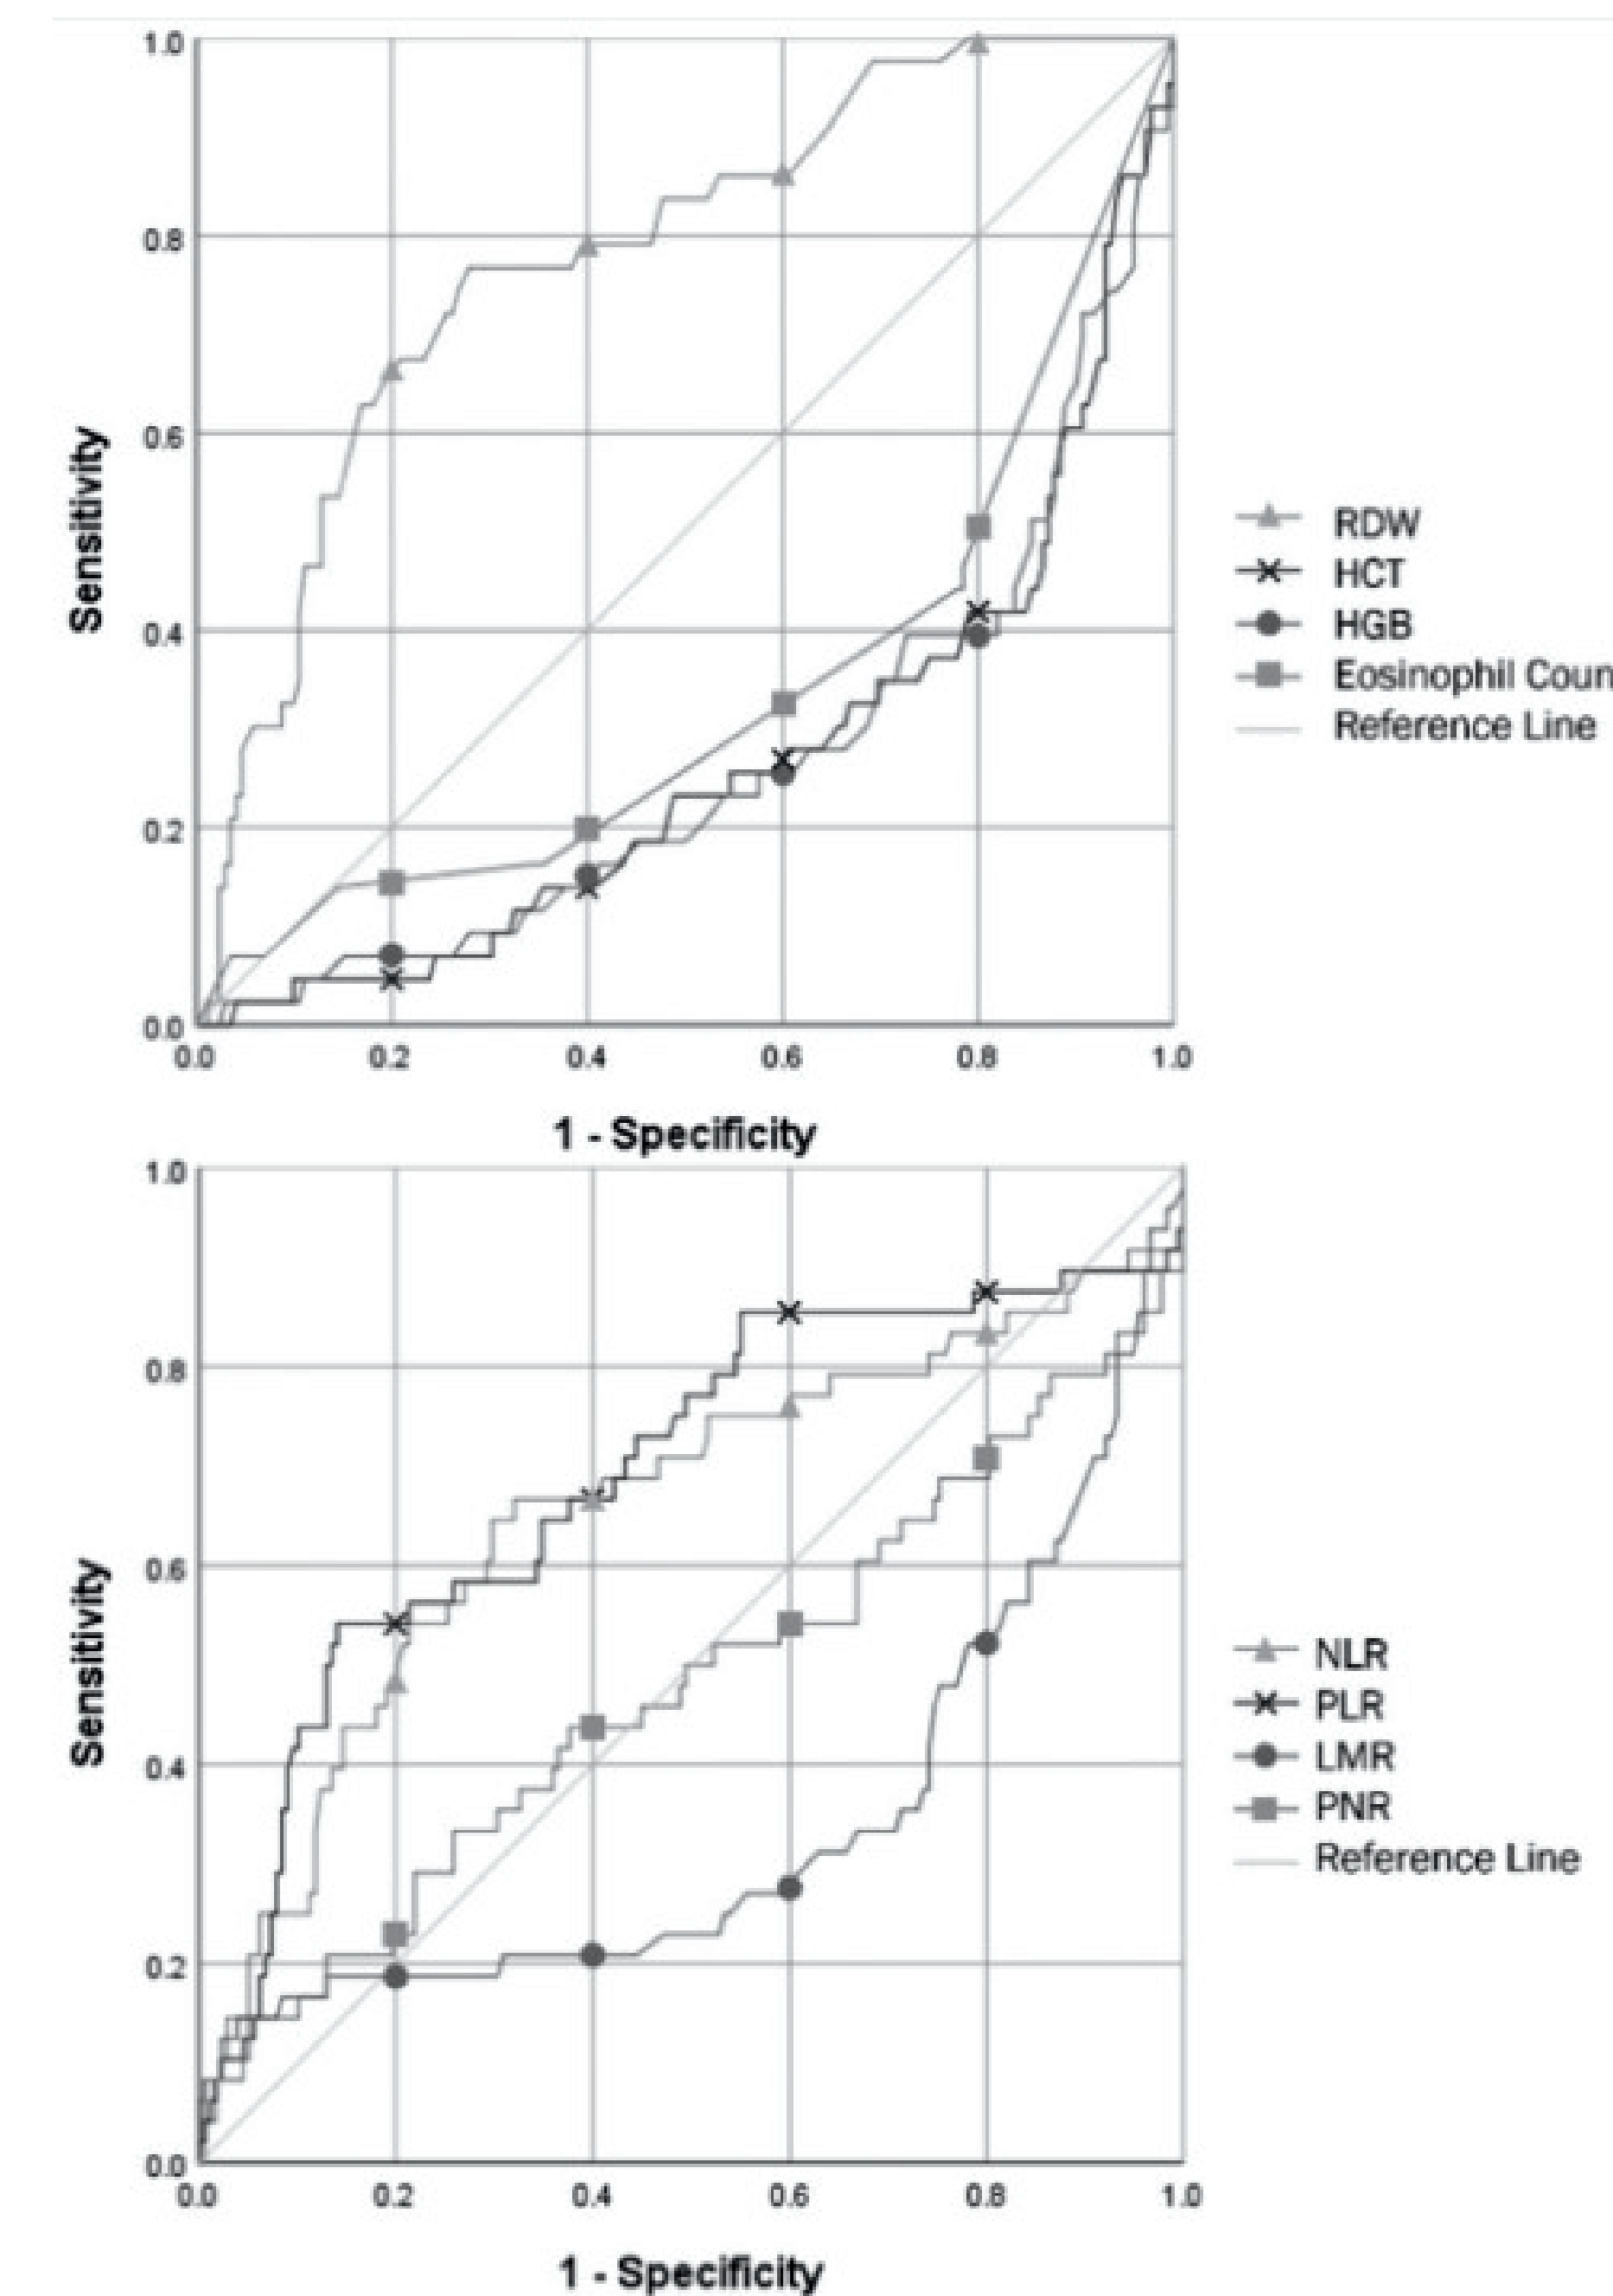 1.0
0.8
0.6
0.4
0.2
0.0
Sensitivity
0.0 0.2 0.4 0.6 0.8 1.0
1 - Specificity
RDW
HCT
HGB
Eosinophil Coun
Reference Line
1.0
0.8
0.6
0.4
0.2
0.0
Sensitivity
0.0 0.2 0.4 0.6 0.8 1.0
1 - Specificity
NLR
PLR
LMR
PNR
Reference Line